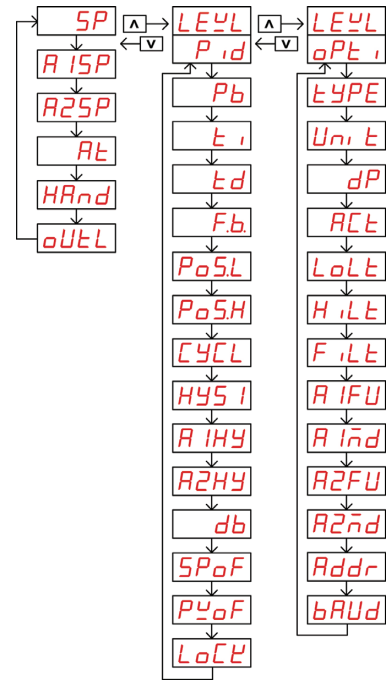 SP
A1SP
A2SP
At
HAnd
oUtL
∧
∨
LEVL
Pid
Pb
ti
td
F.b.
PoS.L
PoS.H
CYCL
HYS1
A1HY
A2HY
db
SPoF
PVoF
LoCK
∧
∨
LEVL
oPti
tYPE
Unit
dP
ACt
LoLt
HiLt
FiLt
A1FU
A1md
A2FU
A2md
Addr
bAUd